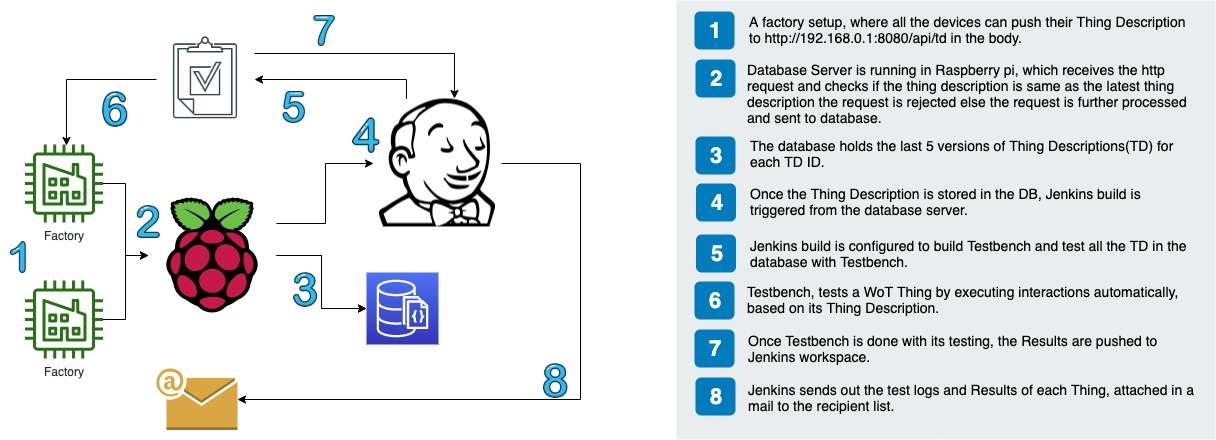 7
6
5
4
Factory
2
1
3
Factory
@
8
1
A factory setup, where all the devices can push their Thing Description
to http://192.168.0.1:8080/api/td in the body.
2
Database Server is running in Raspberry pi, which receives the http
request and checks if the thing description is same as the latest thing
description the request is rejected else the request is further processed
and sent to database.
3
The database holds the last 5 versions of Thing Descriptions(TD) for
each TD ID.
4
Once the Thing Description is stored in the DB, Jenkins build is
triggered from the database server.
5
Jenkins build is configured to build Testbench and test all the TD in the
database with Testbench.
6
Testbench, tests a WoT Thing by executing interactions automatically,
based on its Thing Description.
7
Once Testbench is done with its testing, the Results are pushed to
Jenkins workspace.
8
Jenkins sends out the test logs and Results of each Thing, attached in a
mail to the recipient list.